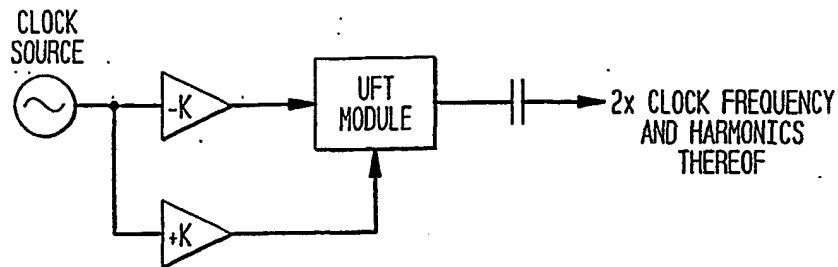 CLOCK
SOURCE
-K
UFT
MODULE
2x CLOCK FREQUENCY
AND HARMONICS
THEREOF
+K